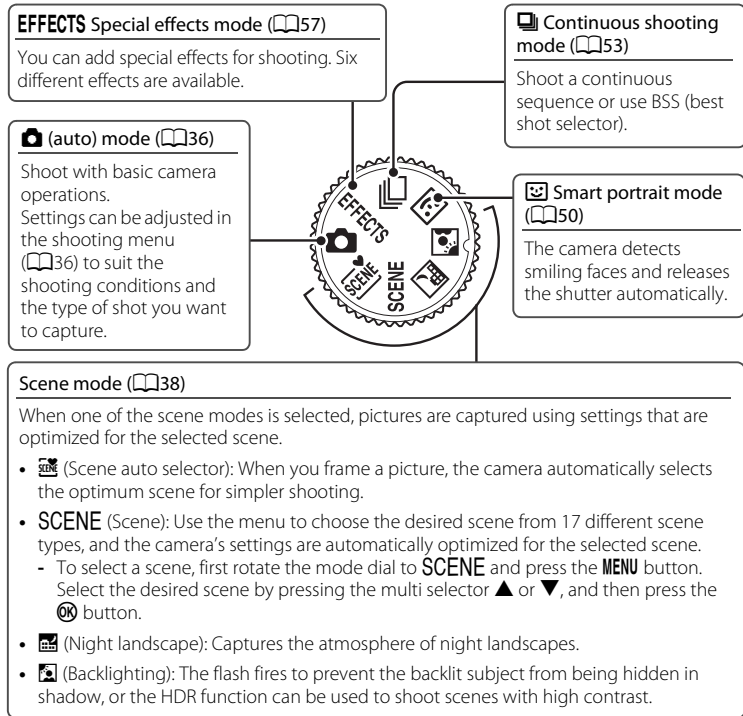 EFFECTS Special effects mode (57)
You can add special effects for shooting. Six
different effects are available.
Continuous shooting
mode (53)
Shoot a continuous
sequence or use BSS (best
shot selector).
(auto) mode (36)
Shoot with basic camera
operations.
Settings can be adjusted in
the shooting menu
(36) to suit the
shooting conditions and
the type of shot you want
to capture.
EFFECTS
SCENE
SCENE
Smart portrait mode
(50)
The camera detects
smiling faces and releases
the shutter automatically.
Scene mode (38)
When one of the scene modes is selected, pictures are captured using settings that are
optimized for the selected scene.
• SCENE (Scene auto selector): When you frame a picture, the camera automatically selects
the optimum scene for simpler shooting.
• SCENE (Scene): Use the menu to choose the desired scene from 17 different scene
types, and the camera's settings are automatically optimized for the selected scene.
- To select a scene, first rotate the mode dial to SCENE and press the MENU button.
Select the desired scene by pressing the multi selector ▲ or ▼, and then press the
OK button.
• (Night landscape): Captures the atmosphere of night landscapes.
• (Backlighting): The flash fires to prevent the backlit subject from being hidden in
shadow, or the HDR function can be used to shoot scenes with high contrast.